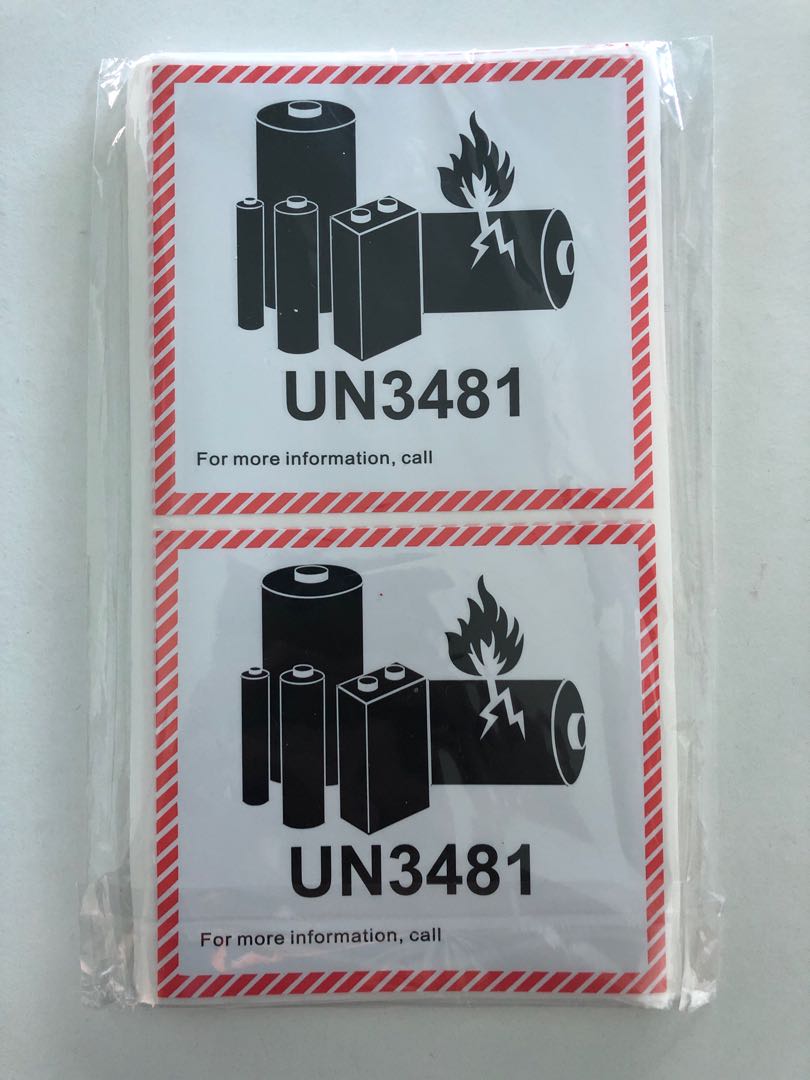 UN3481
For more information, call
UN3481
For more information, call